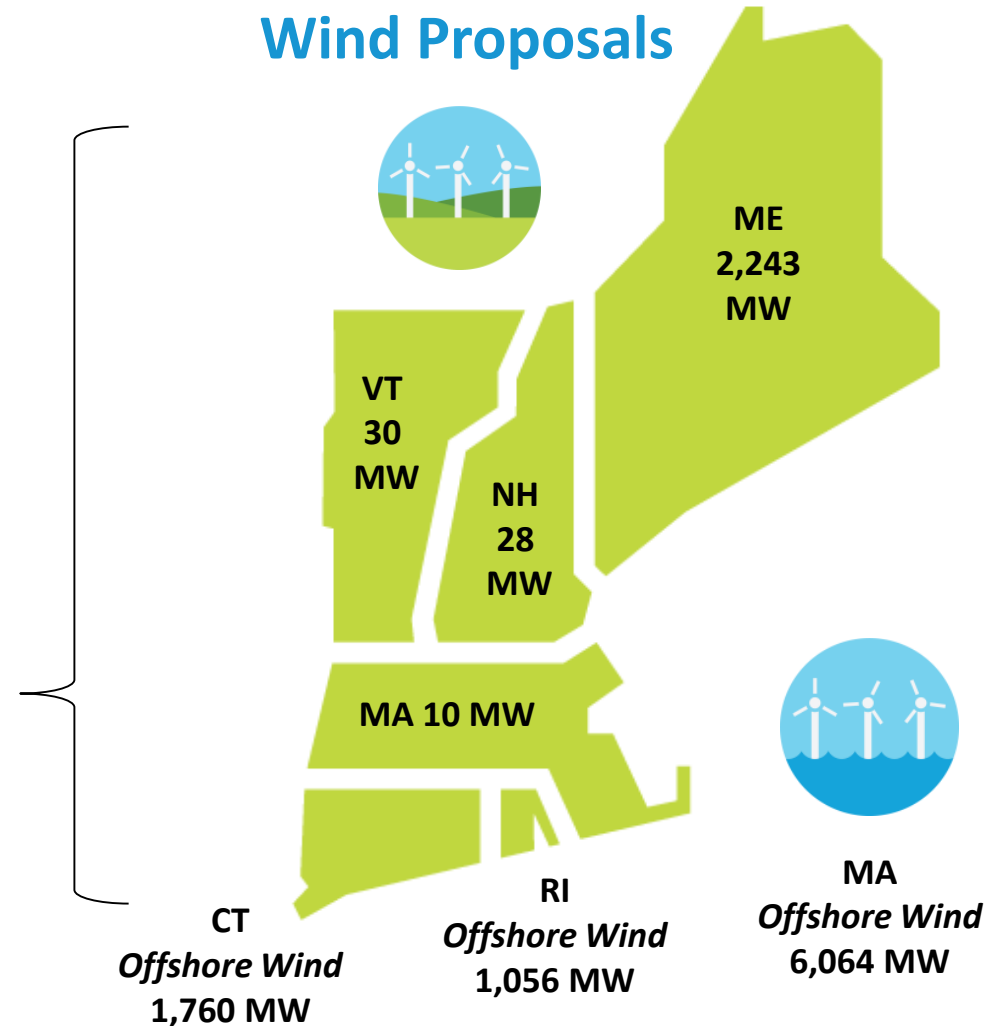 Wind Proposals
ME
2,243
MW
VT
30
MW
NH
28
MW
MA 10 MW
CT
Offshore Wind
1,760 MW
RI
Offshore Wind
1,056 MW
MA
Offshore Wind
6,064 MW